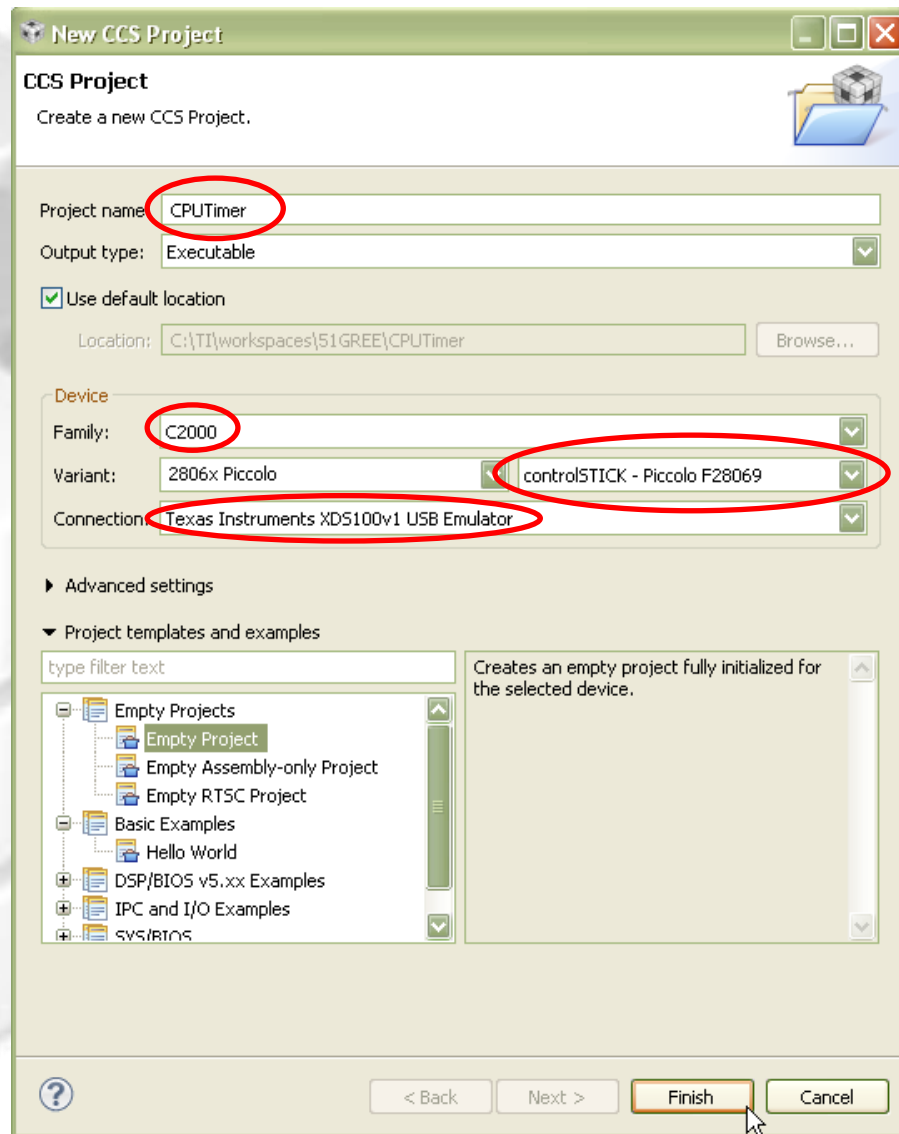 New CCS Project
CCS Project
Create a new CCS Project.
Project name CPUTimer
Output type: Executable
Use default location
Location: C:\TI\workspaces\51GREE\CPUTimer Browse...
Device
Family: C2000
Variant: 2806x Piccolo controlSTICK - Piccolo F28069
Connection Texas Instruments XDS100v1 USB Emulator
Advanced settings
Project templates and examples
type filter text
Creates an empty project fully initialized for
the selected device.
Empty Projects
Empty Project
Empty Assembly-only Project
Empty RTSC Project
Basic Examples
Hello World
DSP/BIOS v5.xx Examples
IPC and I/O Examples
SYS/BIOS
? < Back Next > Finish Cancel